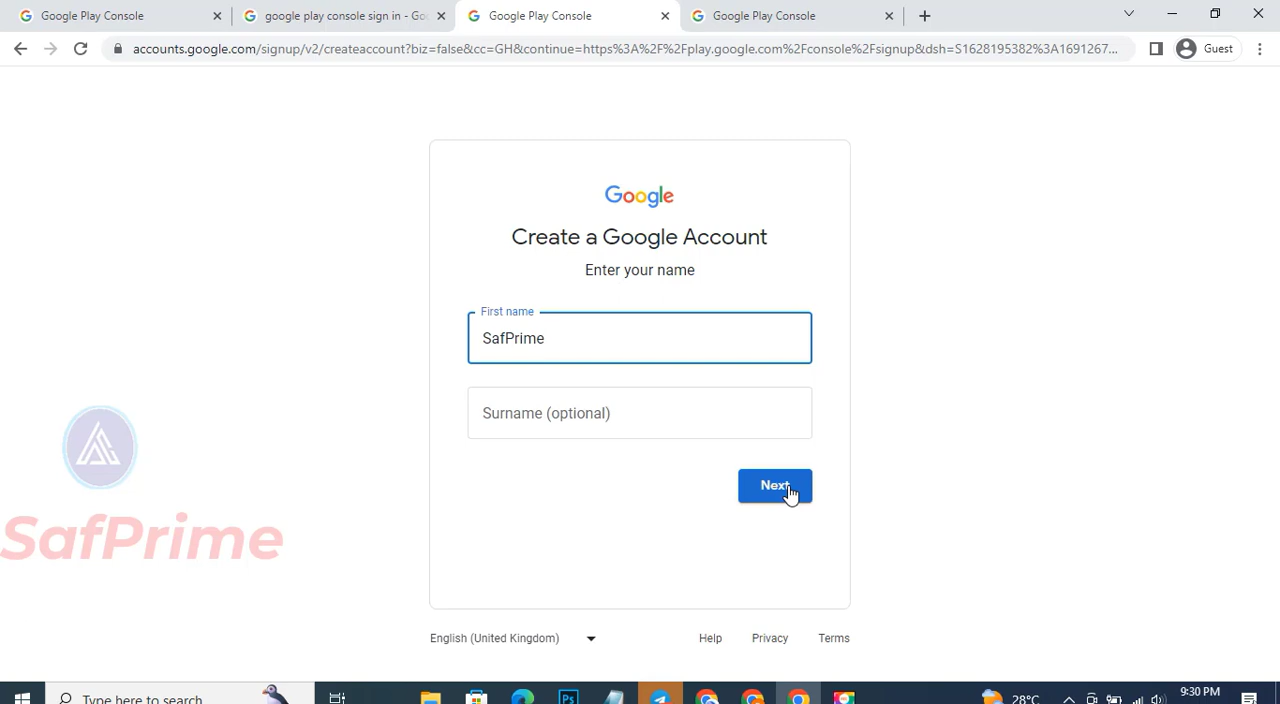 Google Play Console
google play console sign in - Goo
Google Play Console
Google Play Console
accounts.google.com/signup/v2/createaccount?biz=false&cc=GH&continue=https%3A%2F%2Fplay.google.com%2Fconsole%2Fsignup&dsh=S1628195382%3A1691267...
Guest
Google
Create a Google Account
Enter your name
First name
SafPrime
Surname (optional)
Next
SafPrime
English (United Kingdom)
Help
Privacy
Terms
Type here to search
Ps
28°C
9:30 PM